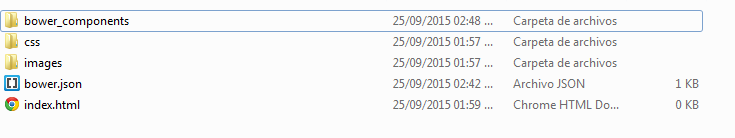 bower_components 25/09/2015 02:48 ... Carpeta de archivos
css 25/09/2015 01:57 ... Carpeta de archivos
images 25/09/2015 01:57 ... Carpeta de archivos
bower.json 25/09/2015 02:42 ... Archivo JSON 1 KB
index.html 25/09/2015 01:59 ... Chrome HTML Do... 0 KB